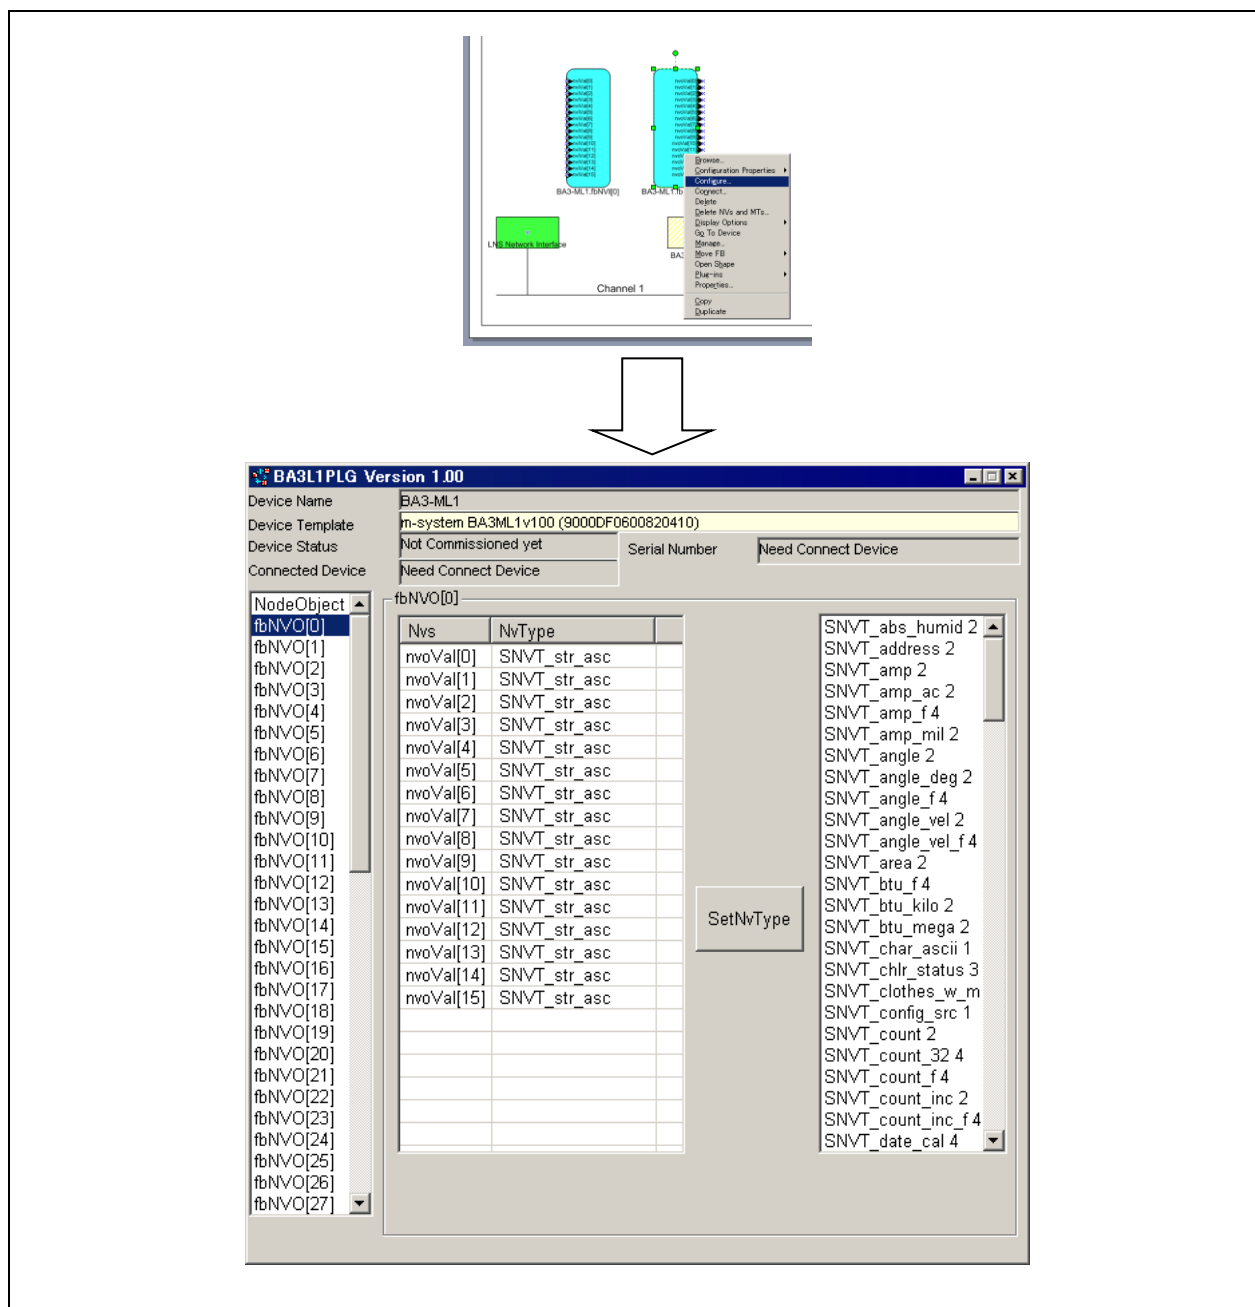 BA3-ML1.fbNVI[0]
BA3-ML1.fb
Browse...
Configuration Properties
Configure...
Connect...
Delete
Delete NVs and MTs...
Display Options
Go To Device
Manage...
Move FB
Open Shape
Plug-ins
Properties...
Copy
Duplicate
LNS Network Interface
BA3
Channel 1
BA3L1PLG Version 1.00
Device Name BA3-ML1
Device Template m-system BA3ML1v100 (9000DF0600820410)
Device Status Not Commissioned yet Serial Number Need Connect Device
Connected Device Need Connect Device
NodeObject
fbNVO[0]
fbNVO[1]
fbNVO[2]
fbNVO[3]
fbNVO[4]
fbNVO[5]
fbNVO[6]
fbNVO[7]
fbNVO[8]
fbNVO[9]
fbNVO[10]
fbNVO[11]
fbNVO[12]
fbNVO[13]
fbNVO[14]
fbNVO[15]
fbNVO[16]
fbNVO[17]
fbNVO[18]
fbNVO[19]
fbNVO[20]
fbNVO[21]
fbNVO[22]
fbNVO[23]
fbNVO[24]
fbNVO[25]
fbNVO[26]
fbNVO[27]
fbNVO[0]
Nvs NvType
nvoVal[0] SNVT_str_asc
nvoVal[1] SNVT_str_asc
nvoVal[2] SNVT_str_asc
nvoVal[3] SNVT_str_asc
nvoVal[4] SNVT_str_asc
nvoVal[5] SNVT_str_asc
nvoVal[6] SNVT_str_asc
nvoVal[7] SNVT_str_asc
nvoVal[8] SNVT_str_asc
nvoVal[9] SNVT_str_asc
nvoVal[10] SNVT_str_asc
nvoVal[11] SNVT_str_asc
nvoVal[12] SNVT_str_asc
nvoVal[13] SNVT_str_asc
nvoVal[14] SNVT_str_asc
nvoVal[15] SNVT_str_asc
SetNvType
SNVT_abs_humid 2
SNVT_address 2
SNVT_amp 2
SNVT_amp_ac 2
SNVT_amp_f 4
SNVT_amp_mil 2
SNVT_angle 2
SNVT_angle_deg 2
SNVT_angle_f 4
SNVT_angle_vel 2
SNVT_angle_vel_f 4
SNVT_area 2
SNVT_btu_f 4
SNVT_btu_kilo 2
SNVT_btu_mega 2
SNVT_char_ascii 1
SNVT_chlr_status 3
SNVT_clothes_w_m
SNVT_config_src 1
SNVT_count 2
SNVT_count_32 4
SNVT_count_f 4
SNVT_count_inc 2
SNVT_count_inc_f 4
SNVT_date_cal 4